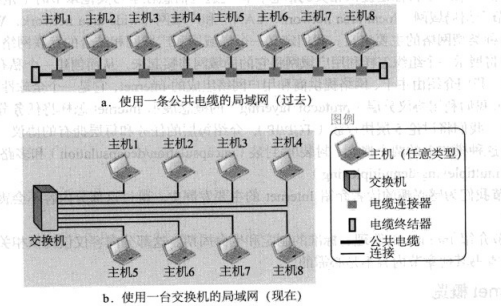 主机1 主机2 主机3 主机4 主机5 主机6 主机7 主机8
a. 使用一条公共电缆的局域网（过去）
主机1 主机2 主机3 主机4
交换机
主机5 主机6 主机7 主机8
b. 使用一台交换机的局域网（现在）
图例
主机（任意类型）
交换机
电缆连接器
电缆终结器
公共电缆
连接